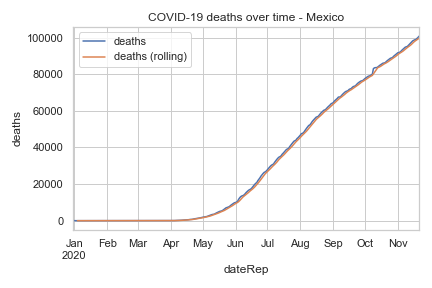 COVID-19 deaths over time - Mexico
deaths
deaths (rolling)
deaths
100000
80000
60000
40000
20000
0
Jan Feb Mar Apr May Jun Jul Aug Sep Oct Nov
2020
dateRep